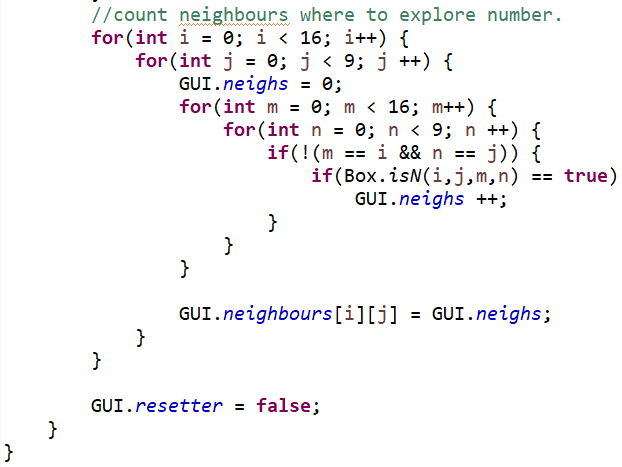 //count neighbours where to explore number.
for(int i = 0; i < 16; i++) {
for(int j = 0; j < 9; j ++) {
GUI.neighs = 0;
for(int m = 0; m < 16; m++) {
for(int n = 0; n < 9; n ++) {
if(!(m == i && n == j)) {
if(Box.isN(i,j,m,n) == true)
GUI.neighs ++;
}
}
}
GUI.neighbours[i][j] = GUI.neighs;
}
}
GUI.resetter = false;
}
}